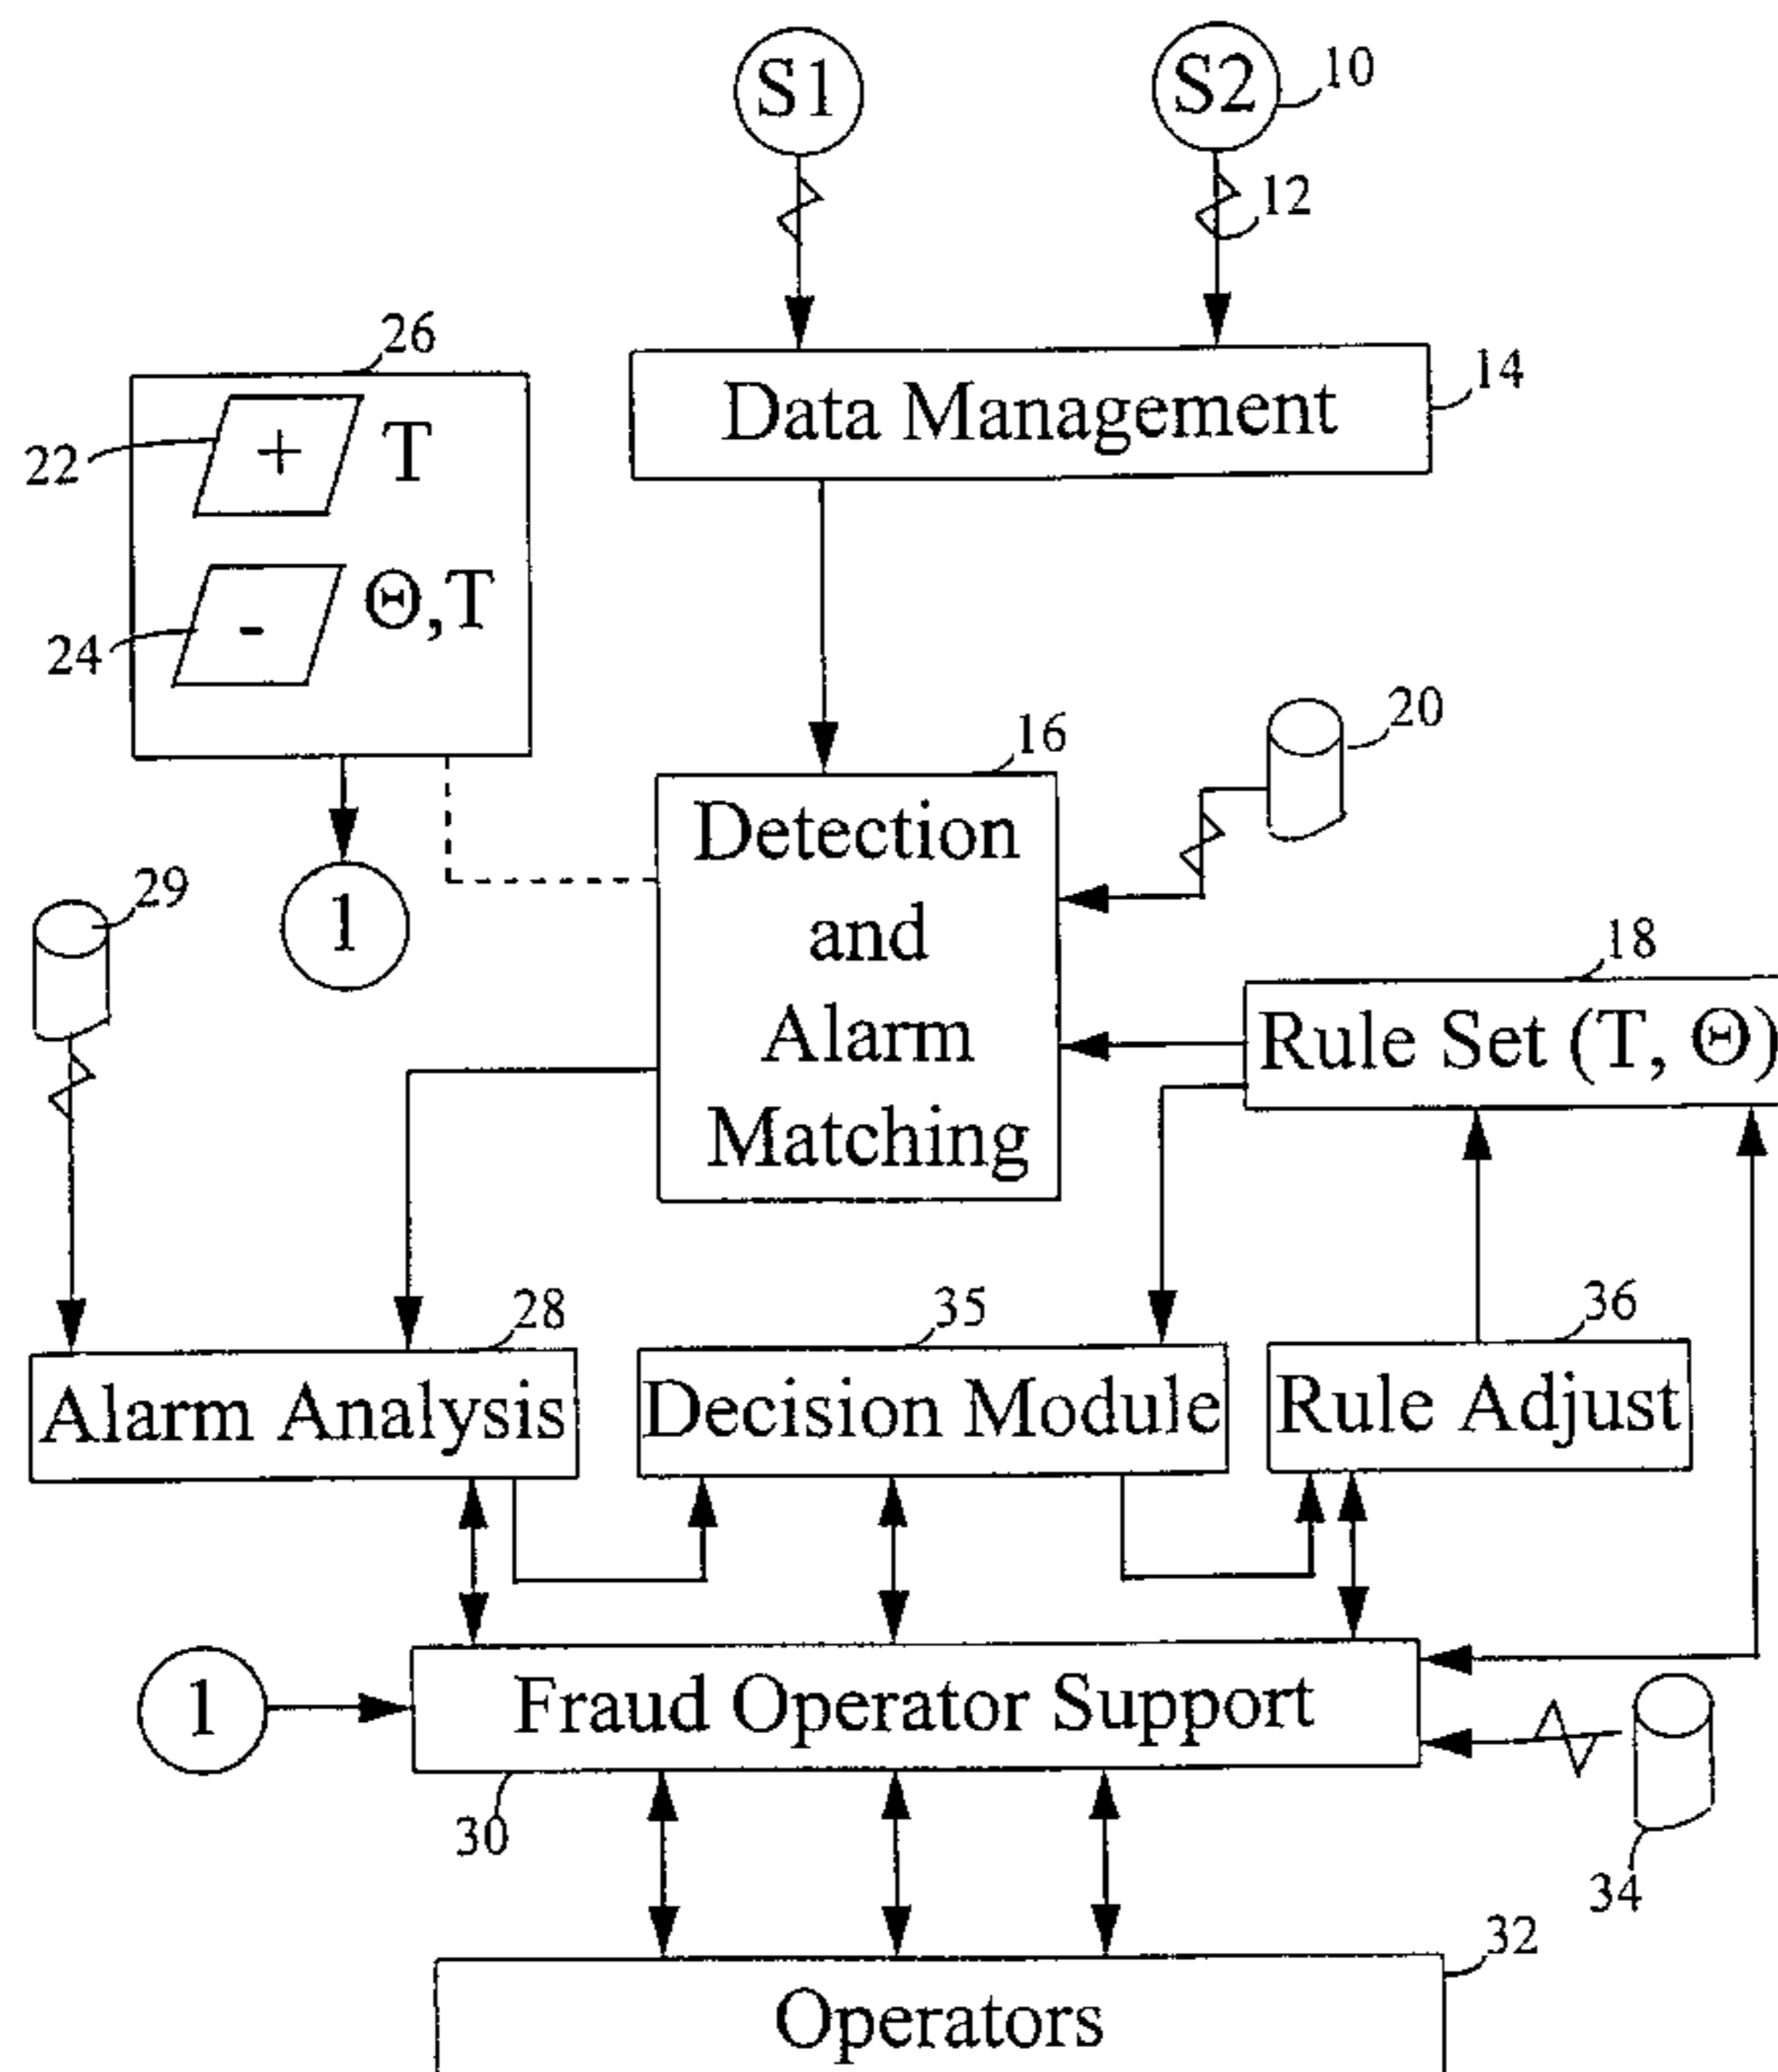 S1
S2
10
12
26
Data Management
14
22
+
T
-
Θ,T
24
20
16
Detection
and
Alarm
Matching
29
1
18
Rule Set (T, Θ)
28
35
36
Alarm Analysis
Decision Module
Rule Adjust
1
Fraud Operator Support
30
34
32
Operators